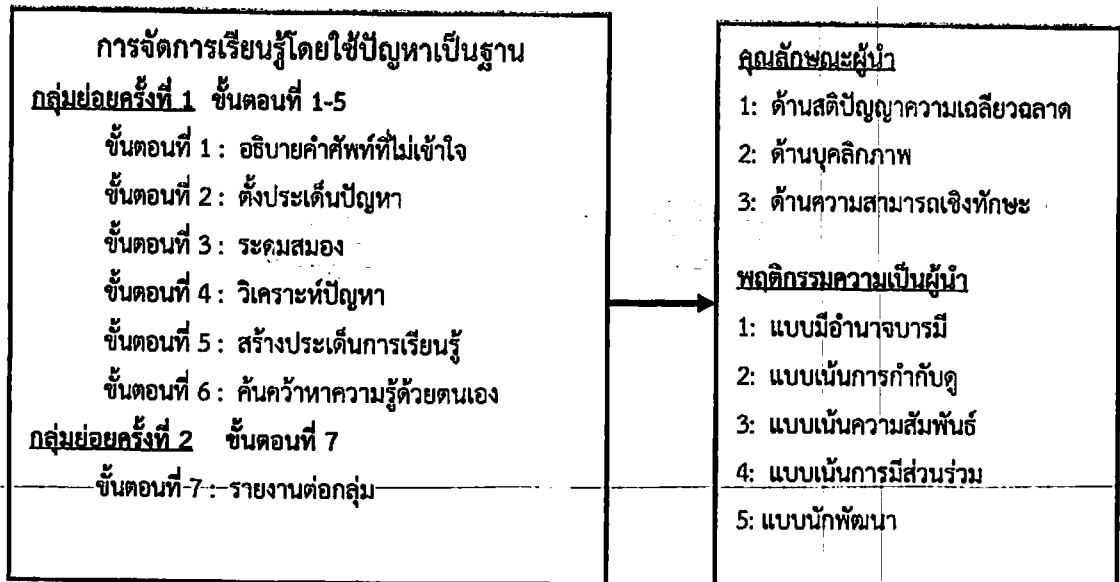 การจัดการเรียนรู้โดยใช้ปัญหาเป็นฐาน
กลุ่มย่อยครั้งที่ 1 ขั้นตอนที่ 1-5
ขั้นตอนที่ 1 : อธิบายคำศัพท์ที่ไม่เข้าใจ
ขั้นตอนที่ 2 : ตั้งประเด็นปัญหา
ขั้นตอนที่ 3 : ระดมสมอง
ขั้นตอนที่ 4 : วิเคราะห์ปัญหา
ขั้นตอนที่ 5 : สร้างประเด็นการเรียนรู้
ขั้นตอนที่ 6 : ค้นคว้าหาความรู้ด้วยตนเอง
กลุ่มย่อยครั้งที่ 2 ขั้นตอนที่ 7
ขั้นตอนที่ 7 : รายงานต่อกลุ่ม
คุณลักษณะผู้นำ
1: ด้านสติปัญญาความเฉลียวฉลาด
2: ด้านบุคลิกภาพ
3: ด้านความสามารถเชิงทักษะ
พฤติกรรมความเป็นผู้นำ
1: แบบมีอำนาจบารมี
2: แบบเน้นการกำกับดู
3: แบบเน้นความสัมพันธ์
4: แบบเน้นการมีส่วนร่วม
5: แบบนักพัฒนา